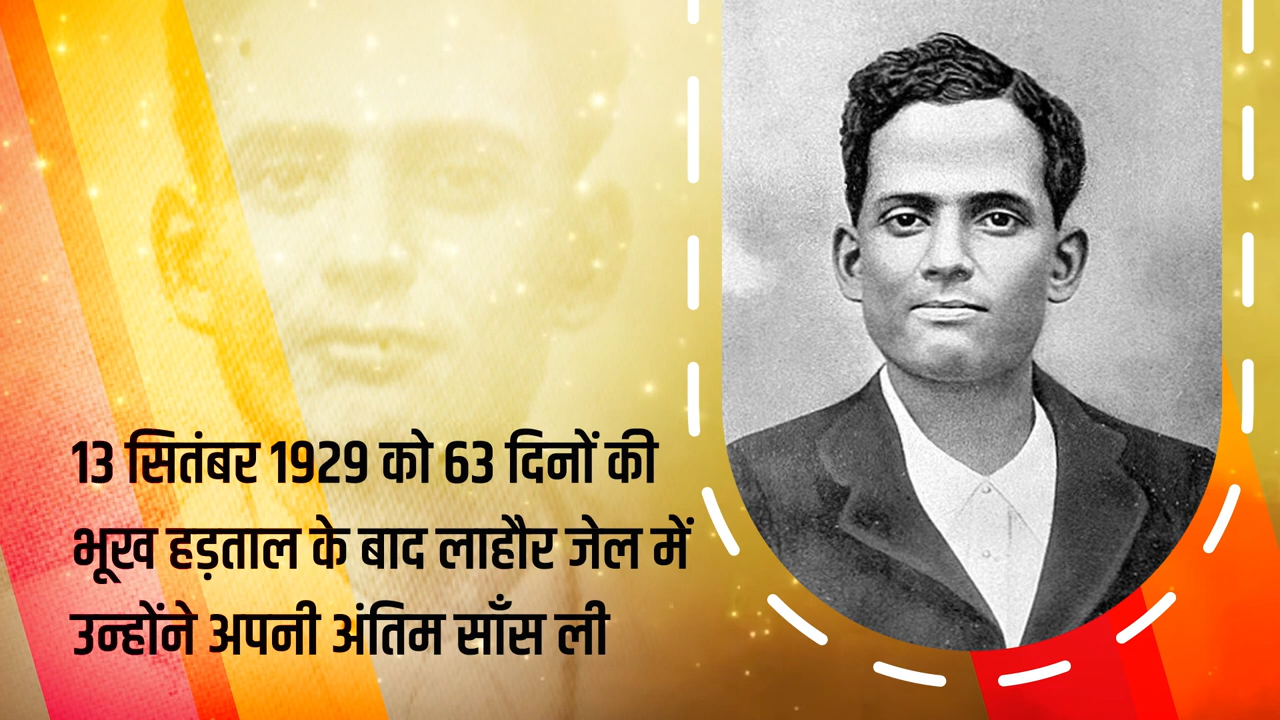 13 सितंबर 1929 को 63 दिनों की
भूख हड़ताल के बाद लाहौर जेल में
उन्होंने अपनी अंतिम साँस ली